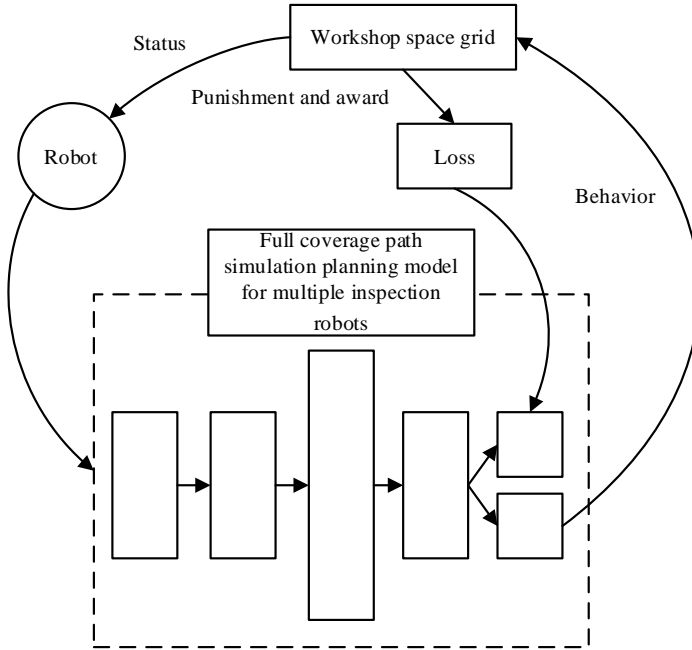 Status
Workshop space grid
Punishment and award
Robot
Loss
Behavior
Full coverage path
simulation planning model
for multiple inspection
robots